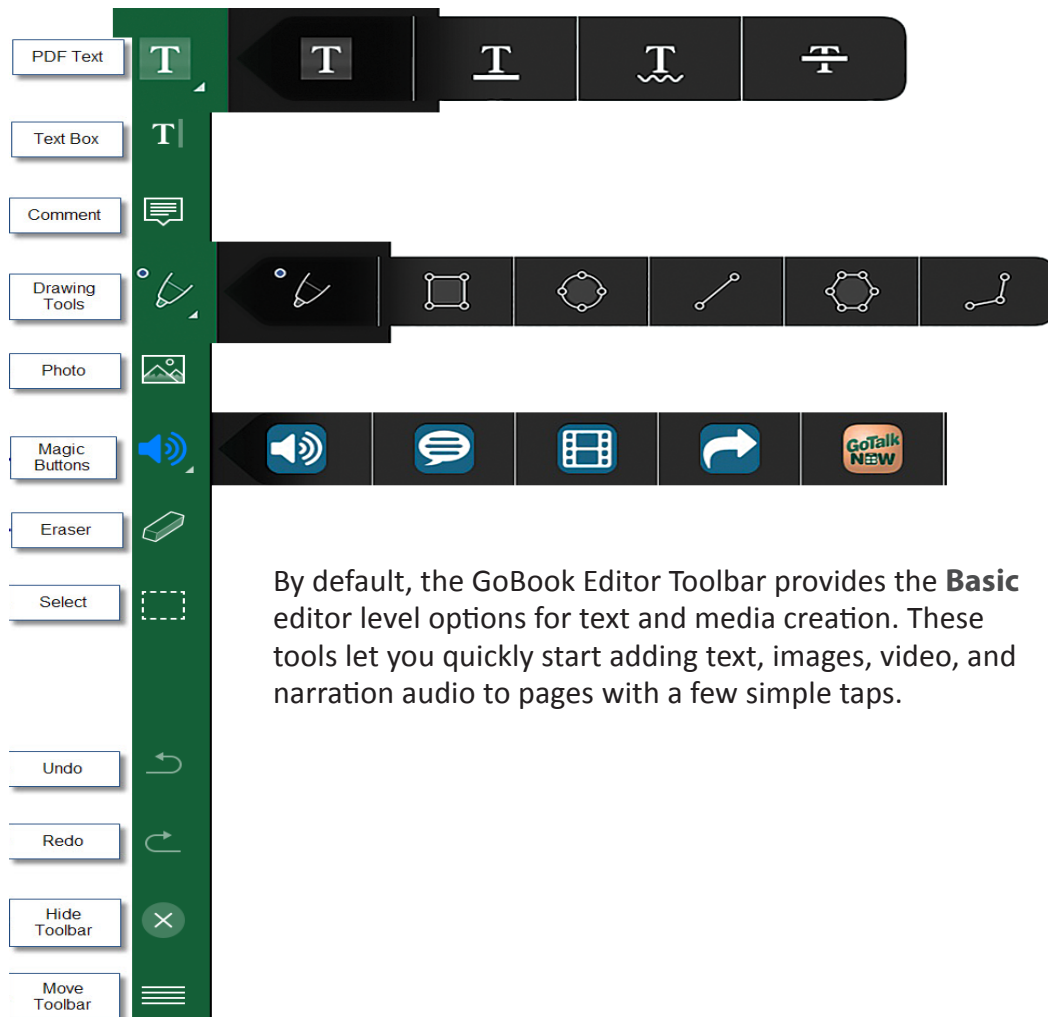 PDF Text
T
T
T
T
T
Text Box
T
Comment
Drawing
Tools
Photo
Magic
Buttons
GoTalk
NOW
Eraser
Select
By default, the GoBook Editor Toolbar provides the Basic
editor level options for text and media creation. These
tools let you quickly start adding text, images, video, and
narration audio to pages with a few simple taps.
Undo
Redo
Hide
Toolbar
Move
Toolbar